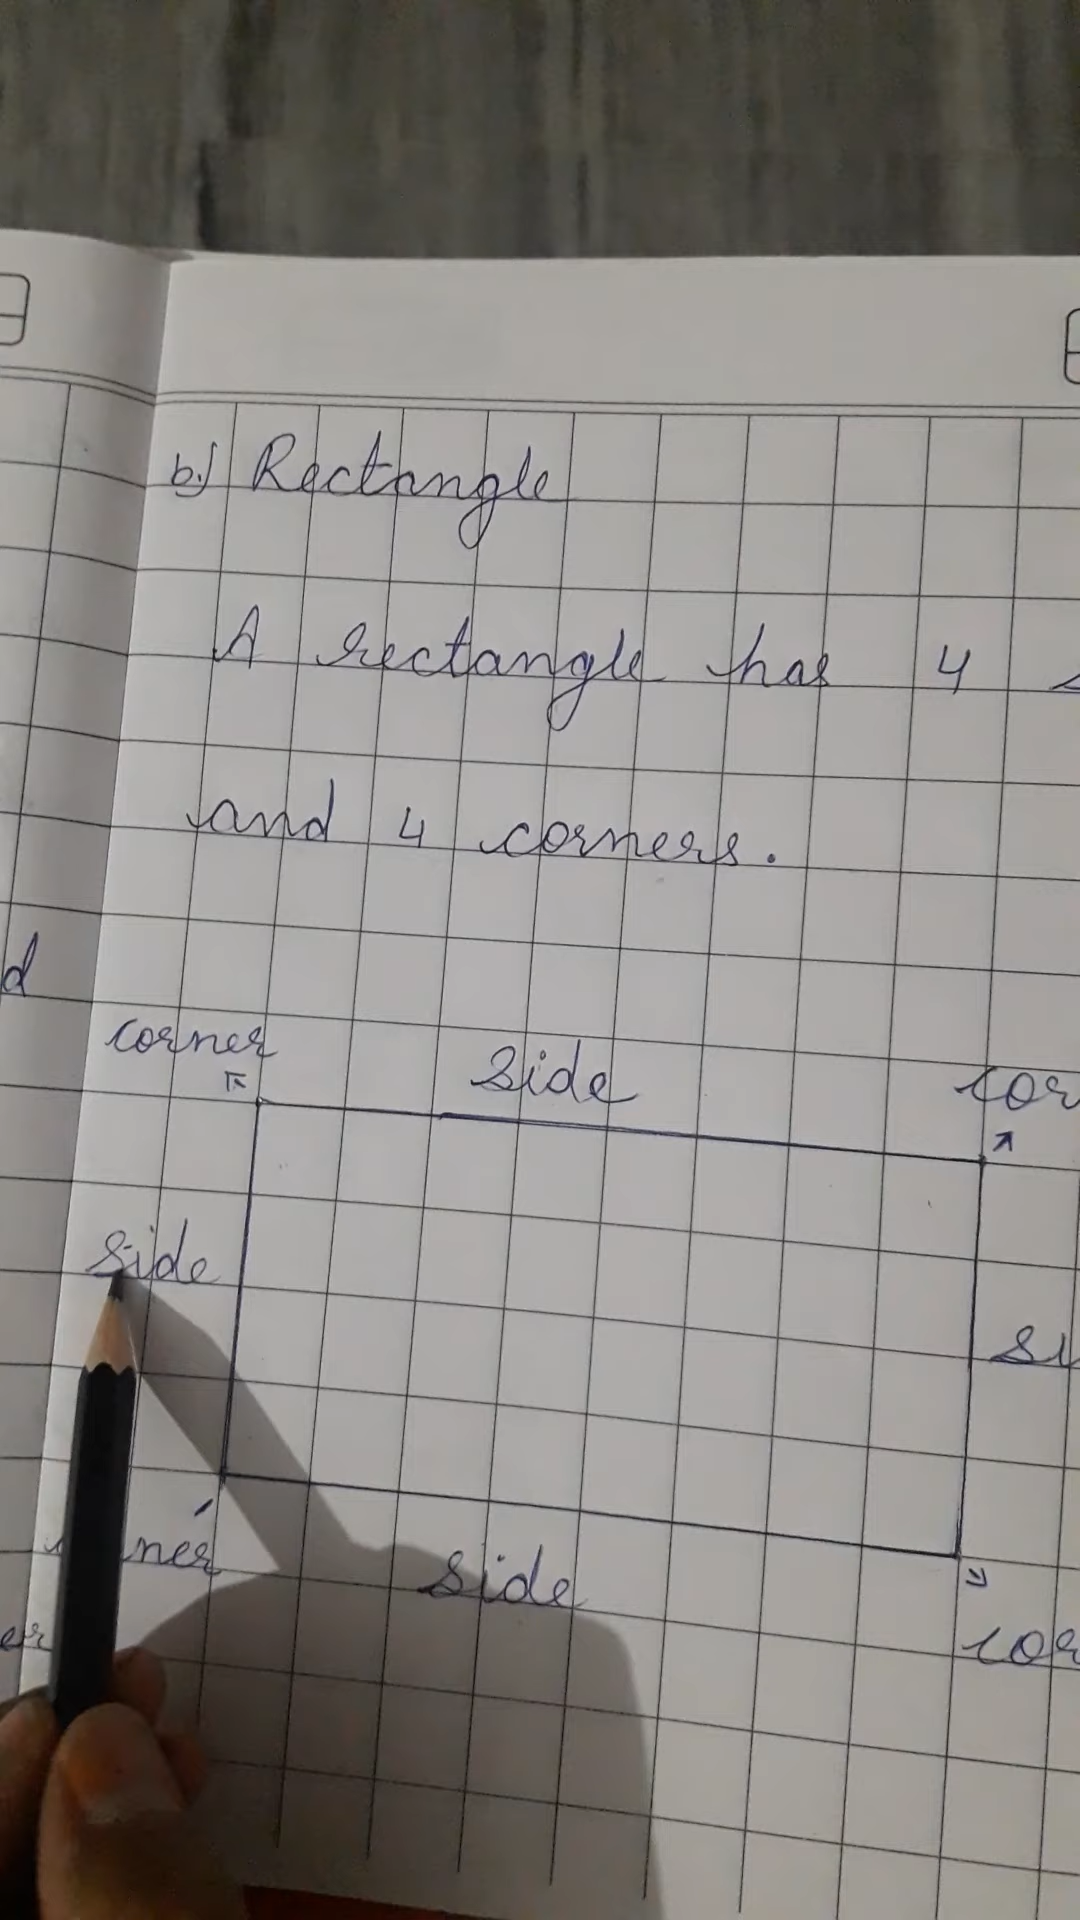 b) Rectangle
A rectangle has 4
and 4 corners.
corner side
side
side